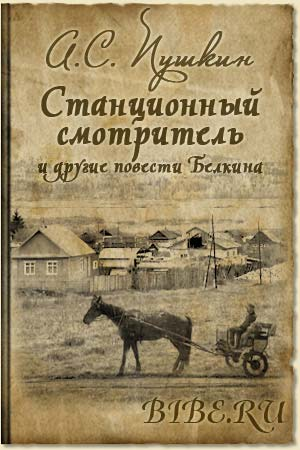 А.С. Пушкин
Станционный
смотритель
и другие повести Белкина
BIBE.RU